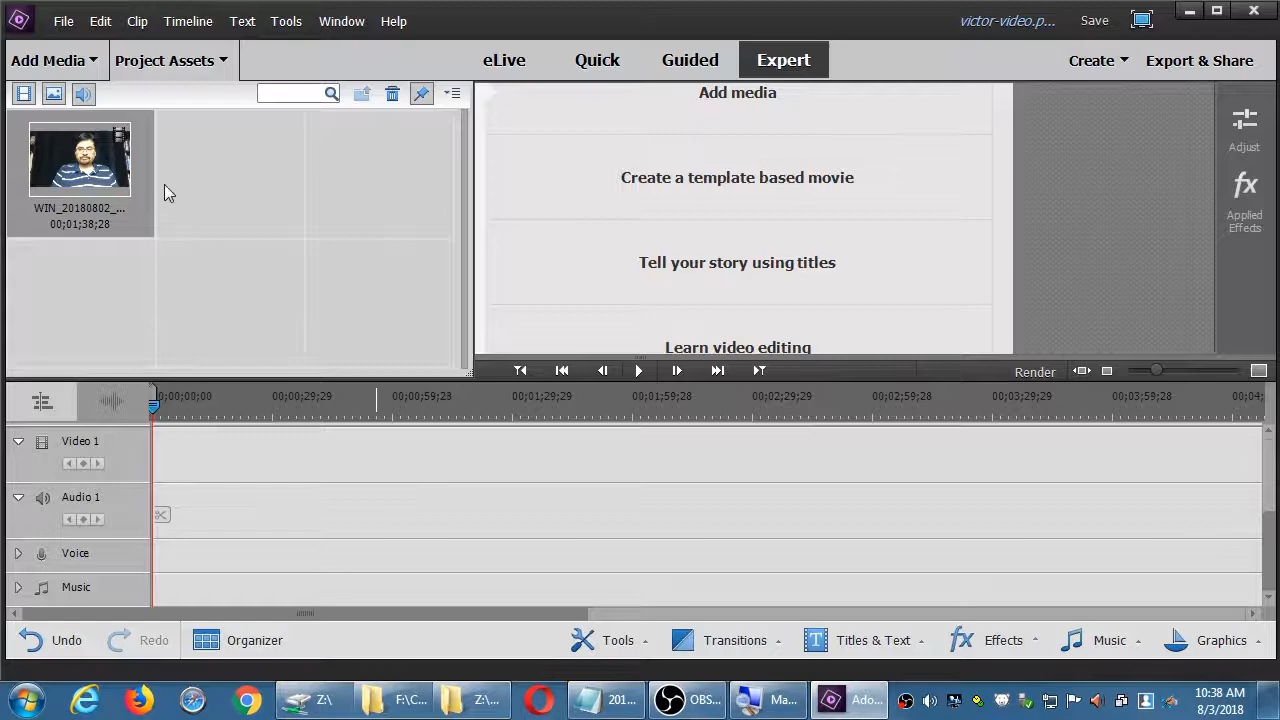 File Edit Clip Timeline Text Tools Window Help victor-video.p... Save
Add Media Project Assets eLive Quick Guided Expert Create Export & Share
Add media
Create a template based movie
Tell your story using titles
Learn video editing
Adjust
fx
Applied
Effects
WIN_20180802_...
00;01;38;28
Render
0;00;00;00 00;00;29;29 00;00;59;28 00;01;29;29 00;01;59;28 00;02;29;29 00;02;59;28 00;03;29;29 00;03;59;28 00;04;
Video 1
Audio 1
Voice
Music
Undo Redo Organizer Tools Transitions T Titles & Text fx Effects Music Graphics
Z:\ F:\C... Z:\... 201... OBS... Ma... Ado...
10:38 AM
8/3/2018